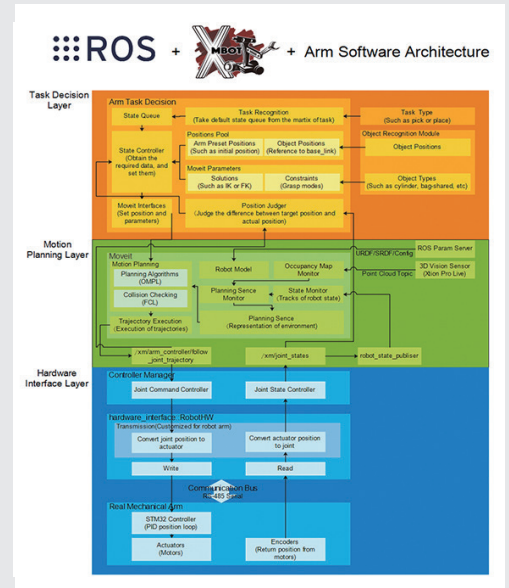 ROS + XMBOT + Arm Software Architecture
Task Decision
Layer
Arm Task Decision
State Queue
Task Recognition
(Take default state queue from the martix of task)
Task Type
(Such as pick or place)
Positions Pool
Arm Preset Positions
(Such as initial position)
Object Positions
(Reference to base_link)
Object Recognition Module
Object Positions
State Controller
(Obtain the
required data, and
set them)
Moveit Parameters
Solutions
(Such as IK or FK)
Constraints
(Grasp modes)
Object Types
(Such as cylinder, bag-shared, etc)
Moveit Interfaces
(Set position and
parameters)
Position Judger
(Judge the difference between target position and
actual position)
Motion
Planning Layer
Moveit
Motion Planning
Planning Algorithms
(OMPL)
Collision Checking
(FCL)
Trajecctory Execution
(Execution of trajectories)
Robot Model
Occupancy Map
Monitor
URDF/SRDF/Config
ROS Param Server
Point Cloud Topic
3D Vision Sensor
(Xtion Pro Live)
Planning Sence
Monitor
State Monitor
(Tracks of robot state)
Planning Sence
(Representation of environment)
/xm/arm_controller/follow
_joint_trajectory
/xm/joint_states
robot_state_publiser
Hardware
Interface Layer
Controller Manager
Joint Command Controller
Joint State Controller
hardware_interface::RobotHW
Transmission(Customized for robot arm)
Convert joint position to
actuator
Convert actuator position
to joint
Write
Read
Communication Bus
RS-485 Serial
Real Mechanical Arm
STM32 Controller
(PID position loop)
Actuators
(Motors)
Encoders
(Return position from
motors)